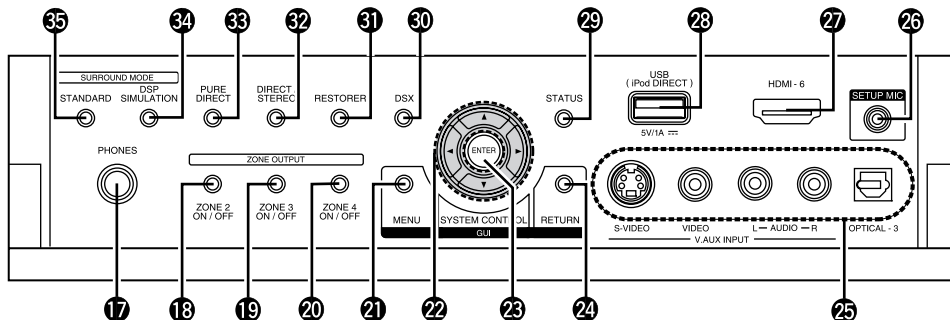 35 34 33 32 31 30 29 28 27 26
SURROUND MODE
STANDARD
DSP
SIMULATION
PURE
DIRECT
DIRECT /
STEREO
RESTORER
DSX
STATUS
USB
( iPod DIRECT )
5V/1A
HDMI - 6
SETUP MIC
PHONES
ZONE OUTPUT
ZONE 2
ON / OFF
ZONE 3
ON / OFF
ZONE 4
ON / OFF
ENTER
MENU
SYSTEM CONTROL
RETURN
GUI
S-VIDEO
VIDEO
L — AUDIO — R
OPTICAL - 3
V.AUX INPUT
17 18 19 20 21 22 23 24 25